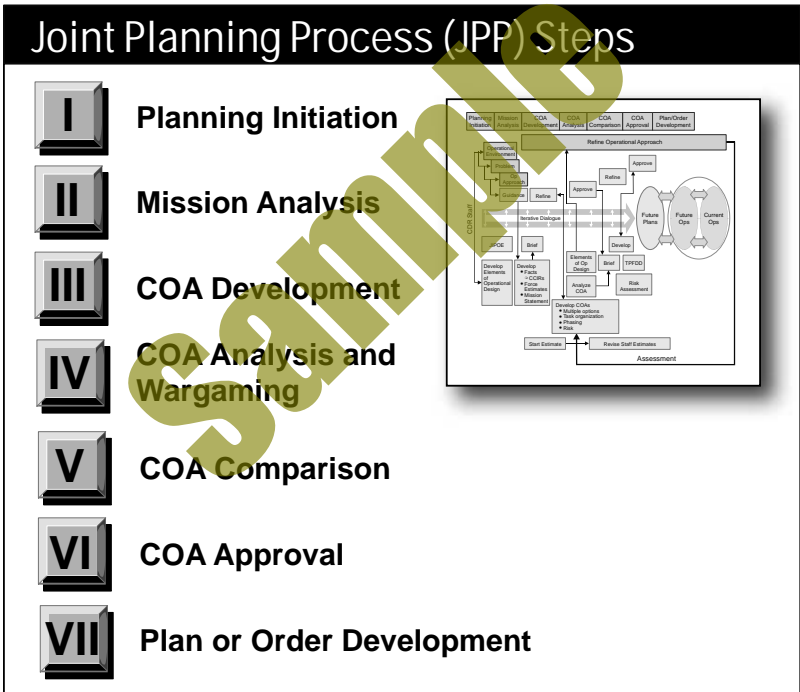 Joint Planning Process (JPP) Steps
I
Planning Initiation
II
Mission Analysis
III
COA Development
IV
COA Analysis and
Wargaming
V
COA Comparison
VI
COA Approval
VII
Plan or Order Development
Planning
Initiation
Mission
Analysis
COA
Development
COA
Analysis
COA
Comparison
COA
Approval
Plan/Order
Development
Refine Operational Approach
Operational
Environment
Problem
Op
Approach
Guidance
Refine
Approve
Refine
Approve
CDR Staff
Iterative Dialogue
Future
Plans
Future
Ops
Current
Ops
JIPOE
Brief
Develop
Elements
of
Operational
Design
Develop
• Facts
• CCIRs
• Force
Estimates
• Mission
Statement
Elements
of Op
Design
Analyze
COA
Brief
TPFDD
Develop
Risk
Assessment
Develop COAs
• Multiple options
• Task organization
• Phasing
• Risk
Start Estimate
Revise Staff Estimates
Assessment
Sample